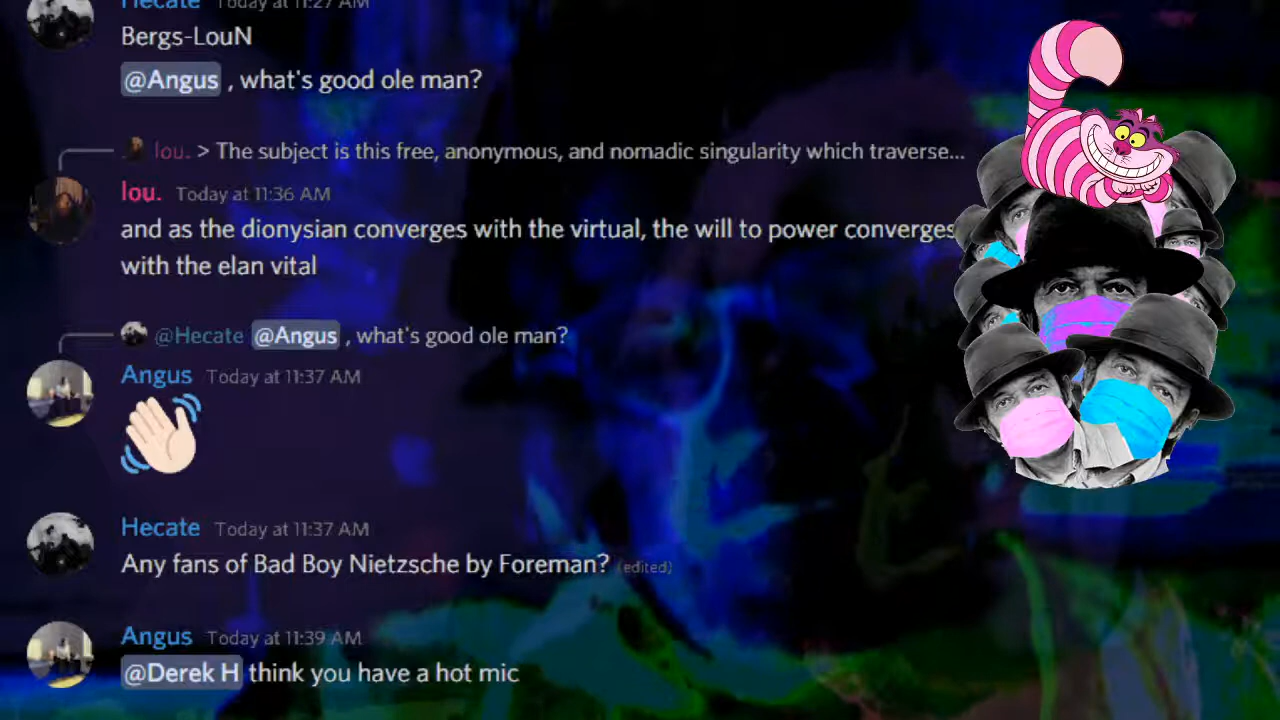 Hecate Today at 11:27 AM
Bergs-LouN
@Angus , what's good ole man?
lou. > The subject is this free, anonymous, and nomadic singularity which traverse...
lou. Today at 11:36 AM
and as the dionysian converges with the virtual, the will to power converges
with the elan vital
@Hecate @Angus , what's good ole man?
Angus Today at 11:37 AM
Hecate Today at 11:37 AM
Any fans of Bad Boy Nietzsche by Foreman? (edited)
Angus Today at 11:39 AM
@Derek H think you have a hot mic